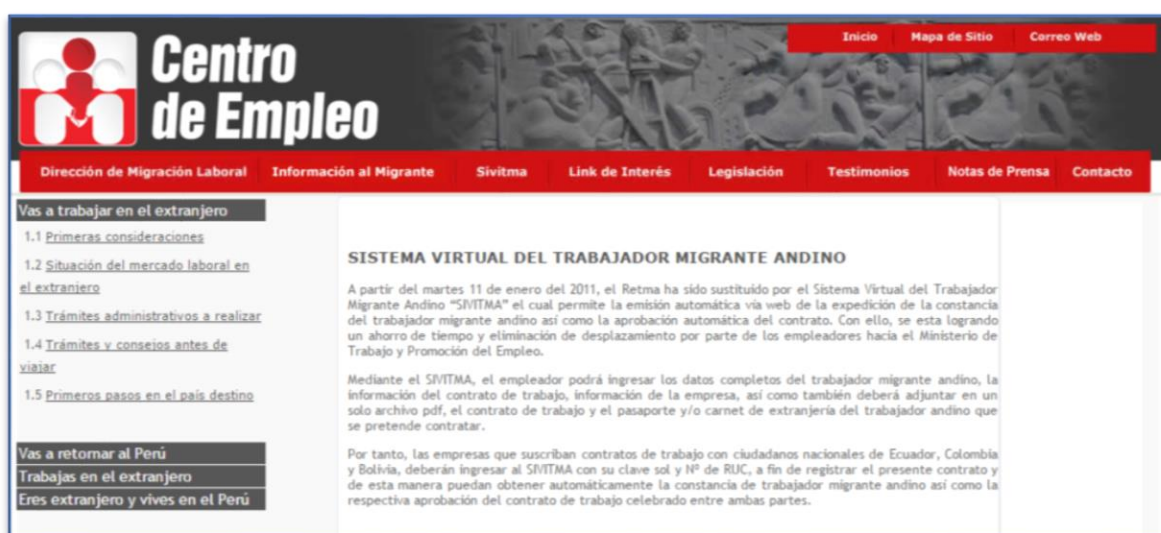 Inicio Mapa de Sitio Correo Web
Centro
de Empleo
Dirección de Migración Laboral Información al Migrante Sivitma Link de Interés Legislación Testimonios Notas de Prensa Contacto
Vas a trabajar en el extranjero
1.1 Primeras consideraciones
1.2 Situación del mercado laboral en
el extranjero
1.3 Trámites administrativos a realizar
1.4 Trámites y consejos antes de
viajar
1.5 Primeros pasos en el país destino
Vas a retornar al Perú
Trabajas en el extranjero
Eres extranjero y vives en el Perú
SISTEMA VIRTUAL DEL TRABAJADOR MIGRANTE ANDINO
A partir del martes 11 de enero del 2011, el Retma ha sido sustituido por el Sistema Virtual del Trabajador
Migrante Andino “SIVITMA” el cual permite la emisión automática vía web de la expedición de la constancia
del trabajador migrante andino así como la aprobación automática del contrato. Con ello, se esta logrando
un ahorro de tiempo y eliminación de desplazamiento por parte de los empleadores hacia el Ministerio de
Trabajo y Promoción del Empleo.
Mediante el SIVITMA, el empleador podrá ingresar los datos completos del trabajador migrante andino, la
información del contrato de trabajo, información de la empresa, así como también deberá adjuntar en un
solo archivo pdf, el contrato de trabajo y el pasaporte y/o carnet de extranjería del trabajador andino que
se pretende contratar.
Por tanto, las empresas que suscriban contratos de trabajo con ciudadanos nacionales de Ecuador, Colombia
y Bolivia, deberán ingresar al SIVITMA con su clave sol y Nº de RUC, a fin de registrar el presente contrato y
de esta manera puedan obtener automáticamente la constancia de trabajador migrante andino así como la
respectiva aprobación del contrato de trabajo celebrado entre ambas partes.